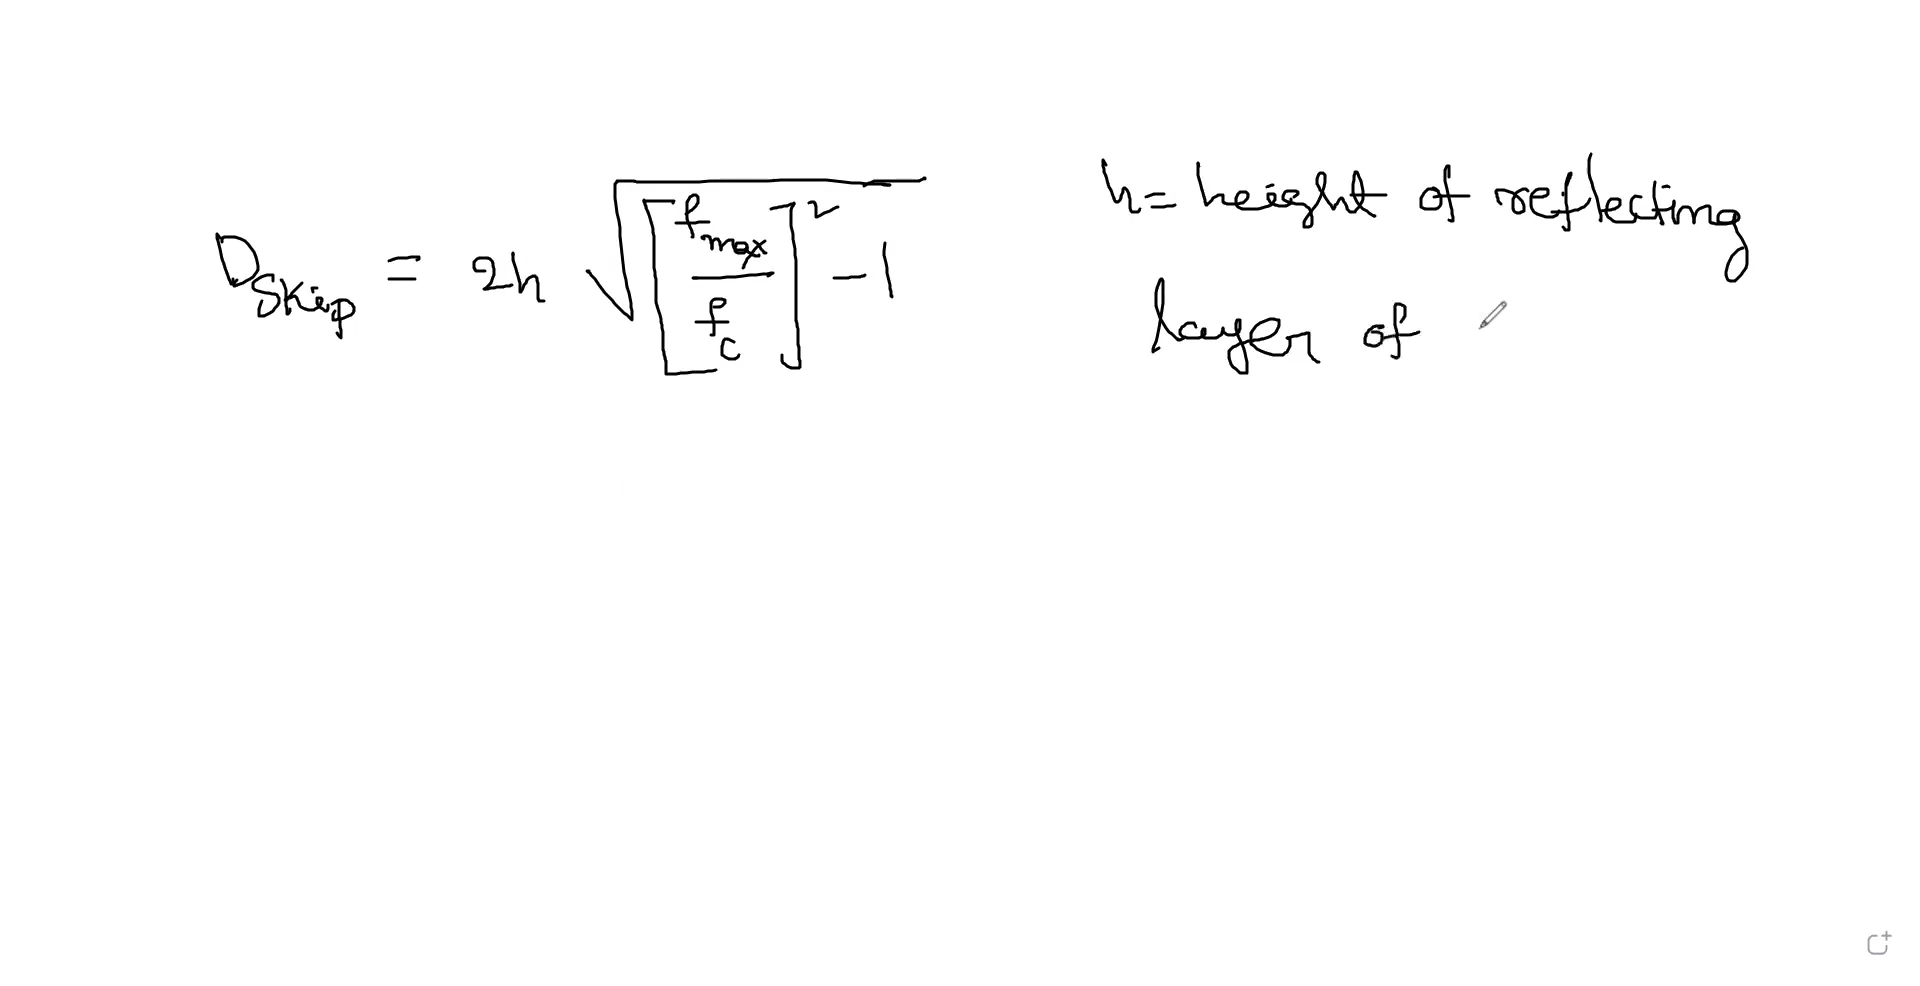 D_skip = 2h √([f_max / f_c]² - 1)
h = height of reflecting
layer of